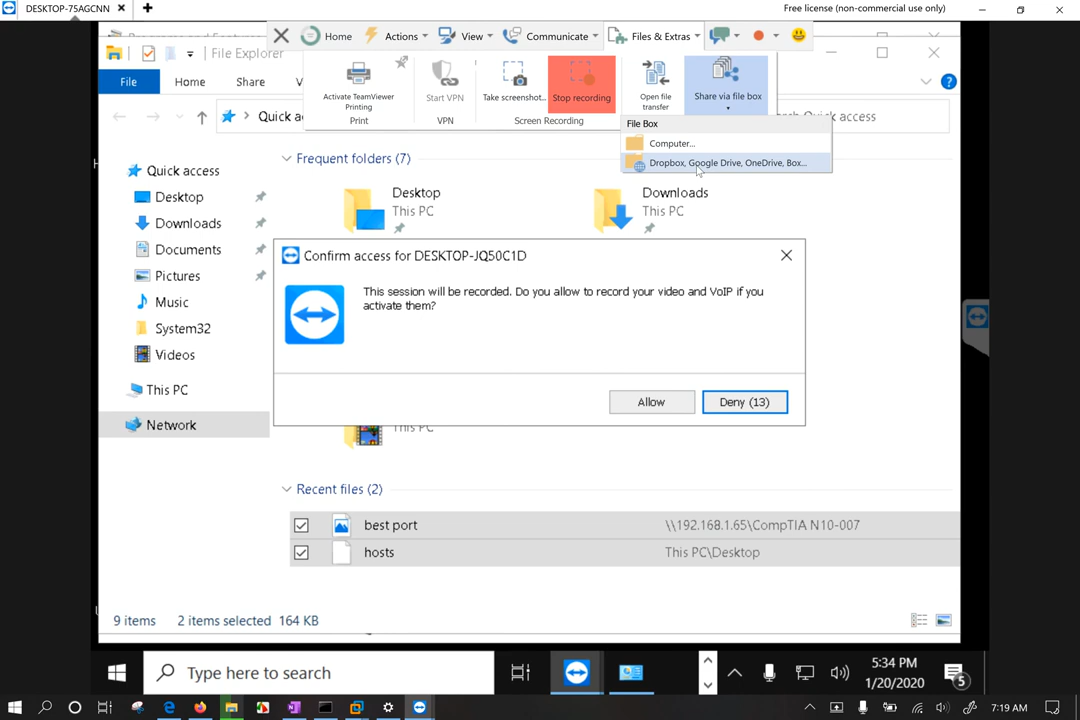 DESKTOP-75AGCNN
Free license (non-commercial use only)
Home
Actions
View
Communicate
Files & Extras
File Explorer
Activate TeamViewer
Printing
Print
Start VPN
VPN
Take screenshot...
Stop recording
Screen Recording
Open file
transfer
Share via file box
File
Home
Share
V
Quick ac
rch Quick access
File Box
Computer...
Dropbox, Google Drive, OneDrive, Box...
Quick access
Desktop
Downloads
Documents
Pictures
Music
System32
Videos
This PC
Network
Frequent folders (7)
Desktop
This PC
Downloads
This PC
Confirm access for DESKTOP-JQ50C1D
This session will be recorded. Do you allow to record your video and VoIP if you
activate them?
Allow
Deny (13)
This PC
Recent files (2)
best port
\\192.168.1.65\CompTIA N10-007
hosts
This PC\Desktop
9 items
2 items selected
164 KB
Type here to search
5:34 PM
1/20/2020
5
7:19 AM